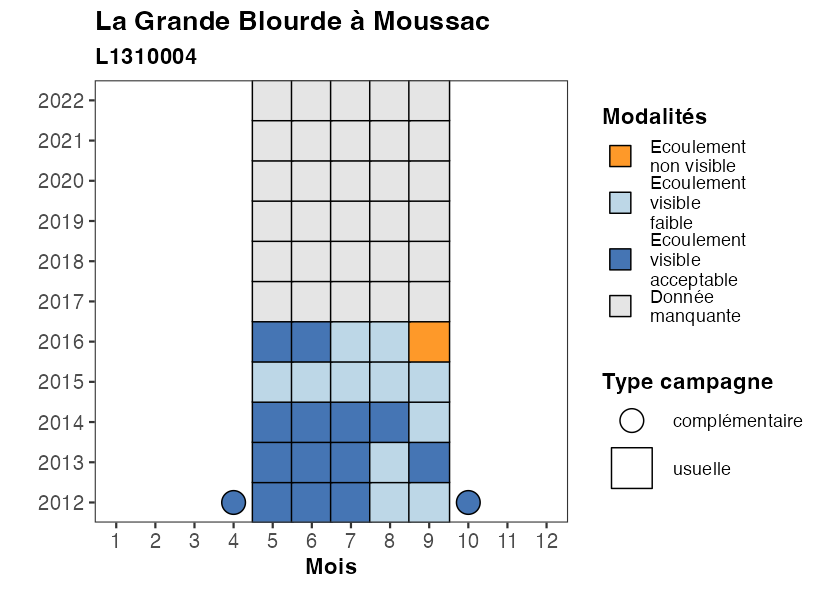 La Grande Blourde à Moussac
L1310004
2022
2021
2020
2019
2018
2017
2016
2015
2014
2013
2012
1 2 3 4 5 6 7 8 9 10 11 12
Mois
Modalités
Ecoulement
non visible
Ecoulement
visible
faible
Ecoulement
visible
acceptable
Donnée
manquante
Type campagne
complémentaire
usuelle